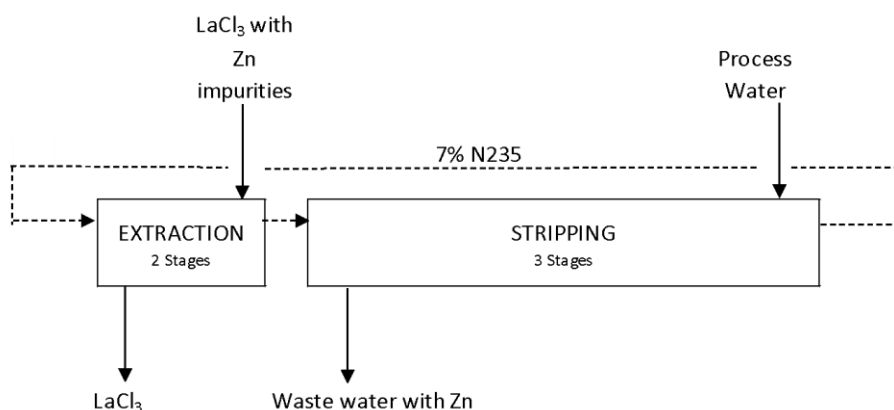 LaCl₃ with
Zn
impurities
Process
Water
7% N235
EXTRACTION
2 Stages
STRIPPING
3 Stages
LaCl₃
Waste water with Zn